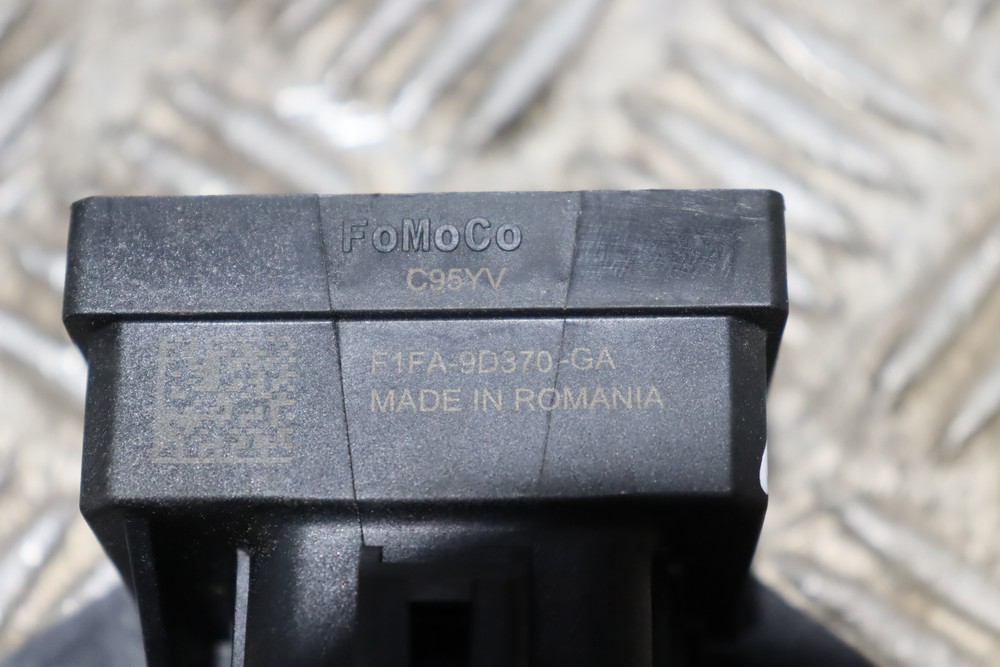 FoMoCo
C95YV
F1FA-9D370-GA
MADE IN ROMANIA